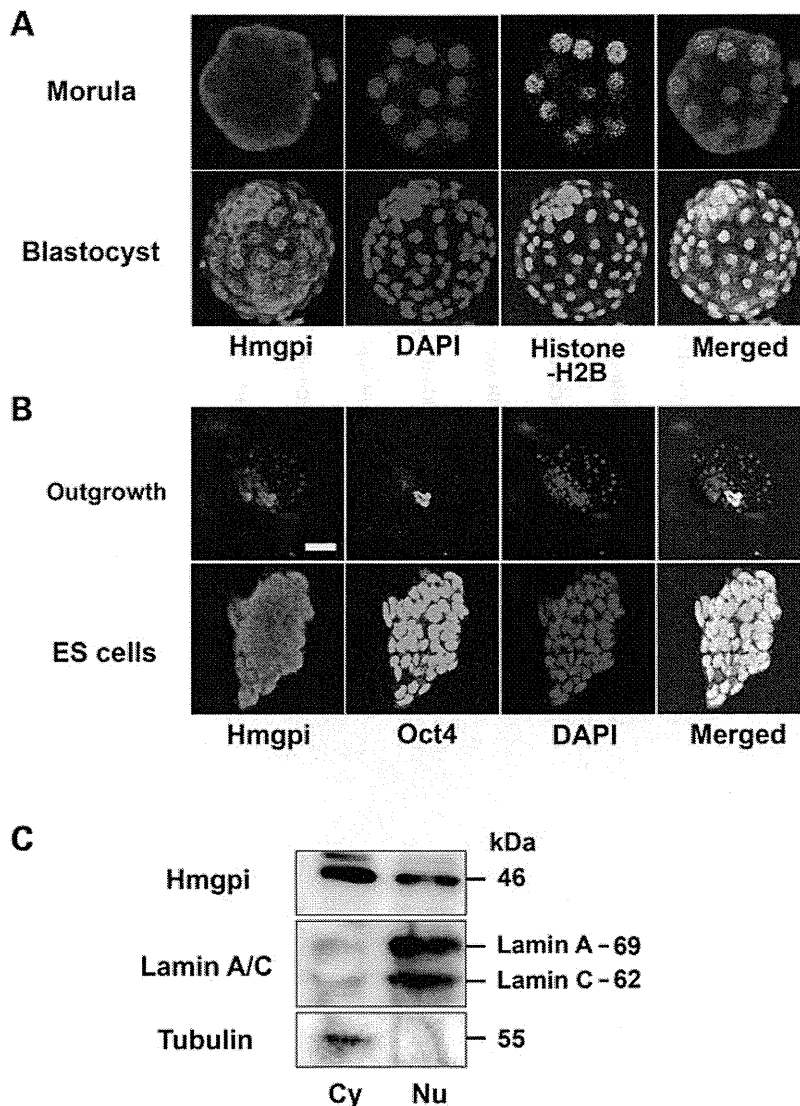 A
Morula
Blastocyst
Hmgpi DAPI Histone -H2B Merged
B
Outgrowth
ES cells
Hmgpi Oct4 DAPI Merged
C
kDa
Hmgpi 46
Lamin A/C
Lamin A - 69
Lamin C - 62
Tubulin 55
Cy Nu